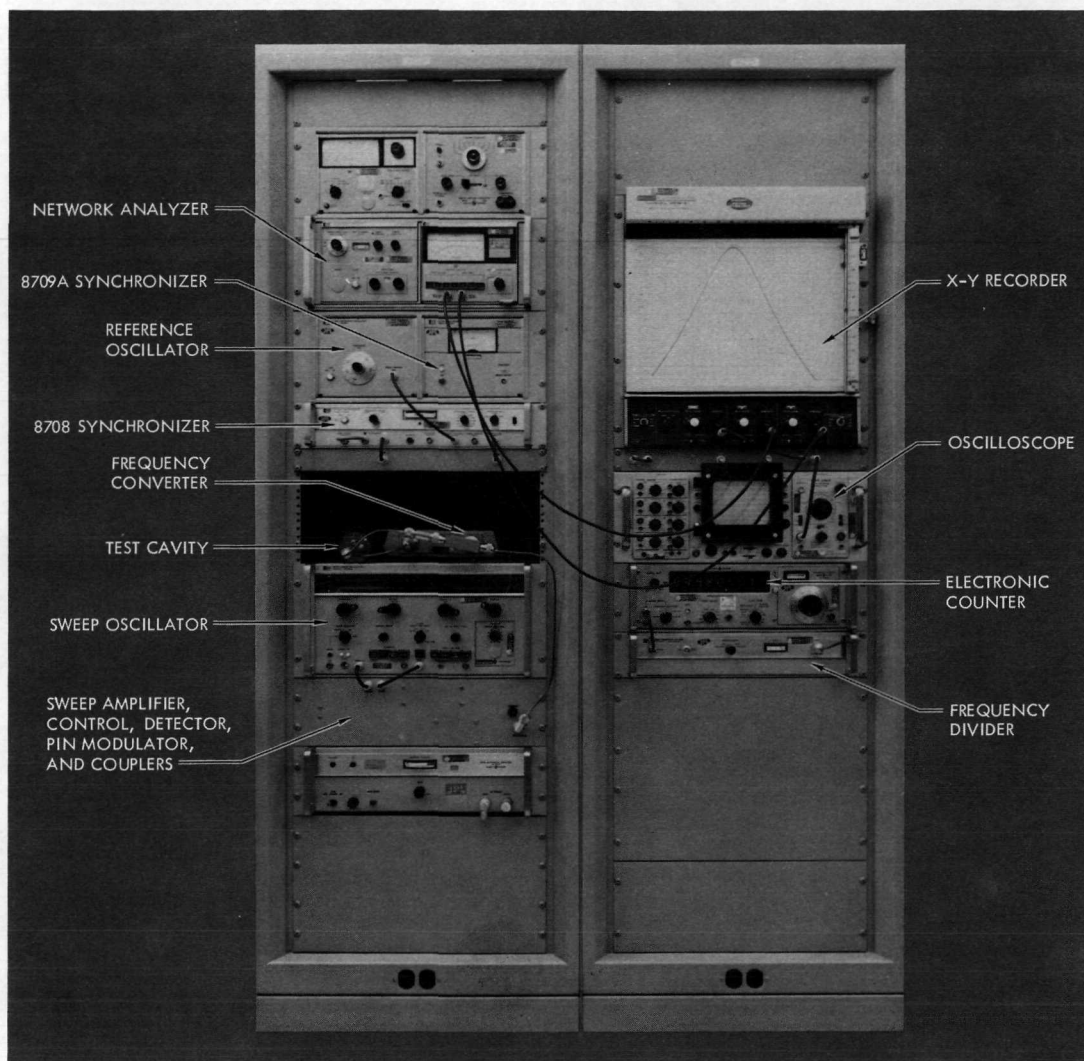 NETWORK ANALYZER
8709A SYNCHRONIZER
REFERENCE
OSCILLATOR
8708 SYNCHRONIZER
FREQUENCY
CONVERTER
TEST CAVITY
SWEEP OSCILLATOR
SWEEP AMPLIFIER,
CONTROL, DETECTOR,
PIN MODULATOR,
AND COUPLERS
X-Y RECORDER
OSCILLOSCOPE
ELECTRONIC
COUNTER
FREQUENCY
DIVIDER